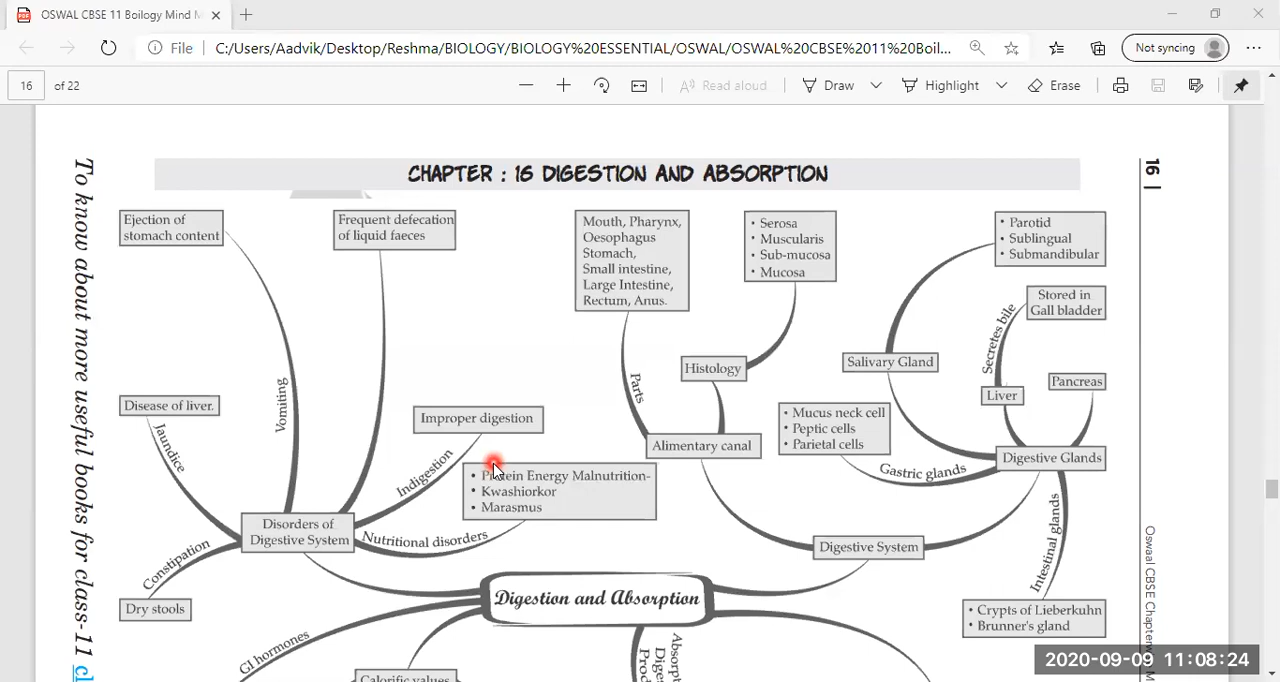 OSWAL CBSE 11 Boilogy Mind M
File
C:/Users/Aadvik/Desktop/Reshma/BIOLOGY/BIOLOGY%20ESSENTIAL/OSWAL/OSWAL%20CBSE%2011%20Boil...
Not syncing
16 of 22
Read aloud
Draw
Highlight
Erase
CHAPTER : 16 DIGESTION AND ABSORPTION
16 |
To know about more useful books for class-11 cl
Ejection of
stomach content
Frequent defecation
of liquid faeces
Mouth, Pharynx,
Oesophagus
Stomach,
Small intestine,
Large Intestine,
Rectum, Anus.
• Serosa
• Muscularis
• Sub-mucosa
• Mucosa
• Parotid
• Sublingual
• Submandibular
Stored in
Gall bladder
Secretes bile
Vomiting
Parts
Histology
Salivary Gland
Liver
Pancreas
Disease of liver.
Jaundice
Improper digestion
Indigestion
Alimentary canal
• Mucus neck cell
• Peptic cells
• Parietal cells
Gastric glands
Digestive Glands
• Protein Energy Malnutrition-
• Kwashiorkor
• Marasmus
Nutritional disorders
Disorders of
Digestive System
Constipation
Dry stools
Digestive System
Intestinal glands
• Crypts of Lieberkuhn
• Brunner's gland
Digestion and Absorption
GI hormones
Calorific values
Oswaal CBSE Chapterw
2020-09-09 11:08:24